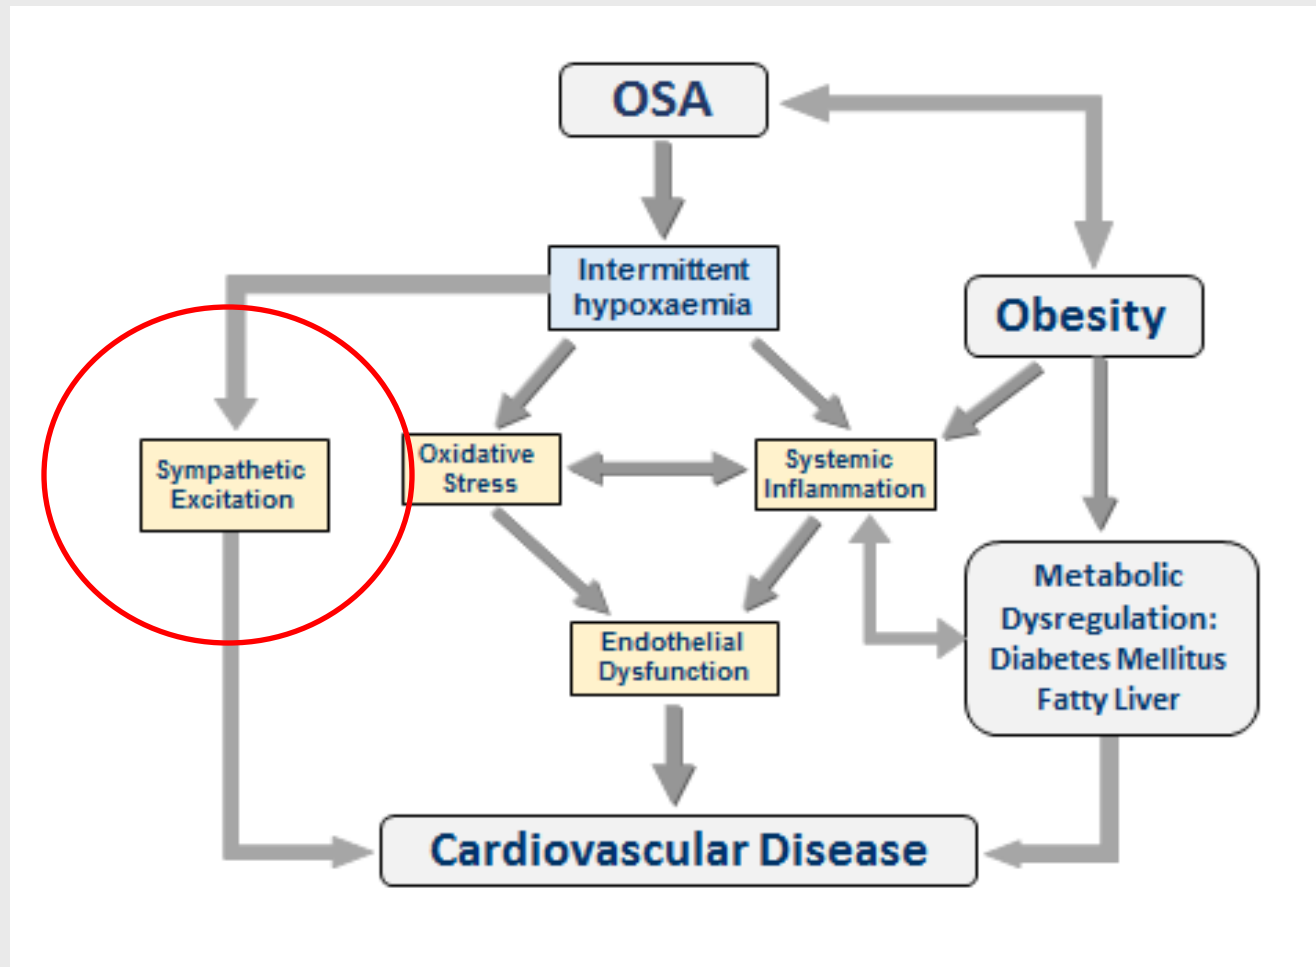 OSA
Intermittent
hypoxaemia
Obesity
Sympathetic
Excitation
Oxidative
Stress
Systemic
Inflammation
Endothelial
Dysfunction
Metabolic
Dysregulation:
Diabetes Mellitus
Fatty Liver
Cardiovascular Disease